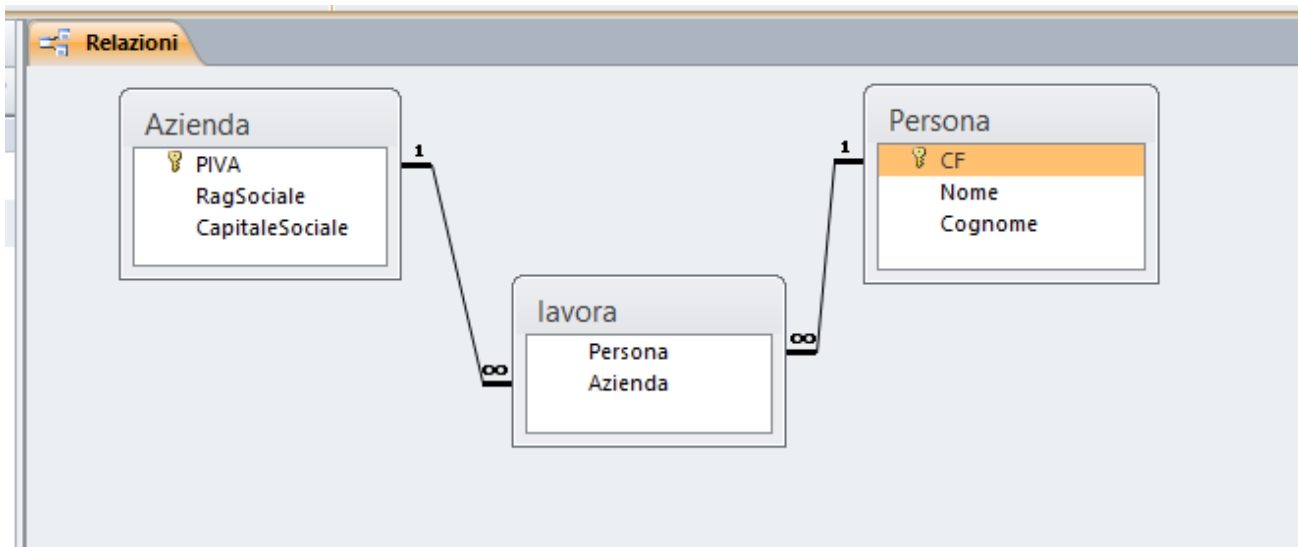 Relazioni
Azienda
PIVA
RagSociale
CapitaleSociale
1
∞
lavora
Persona
Azienda
∞
1
Persona
CF
Nome
Cognome